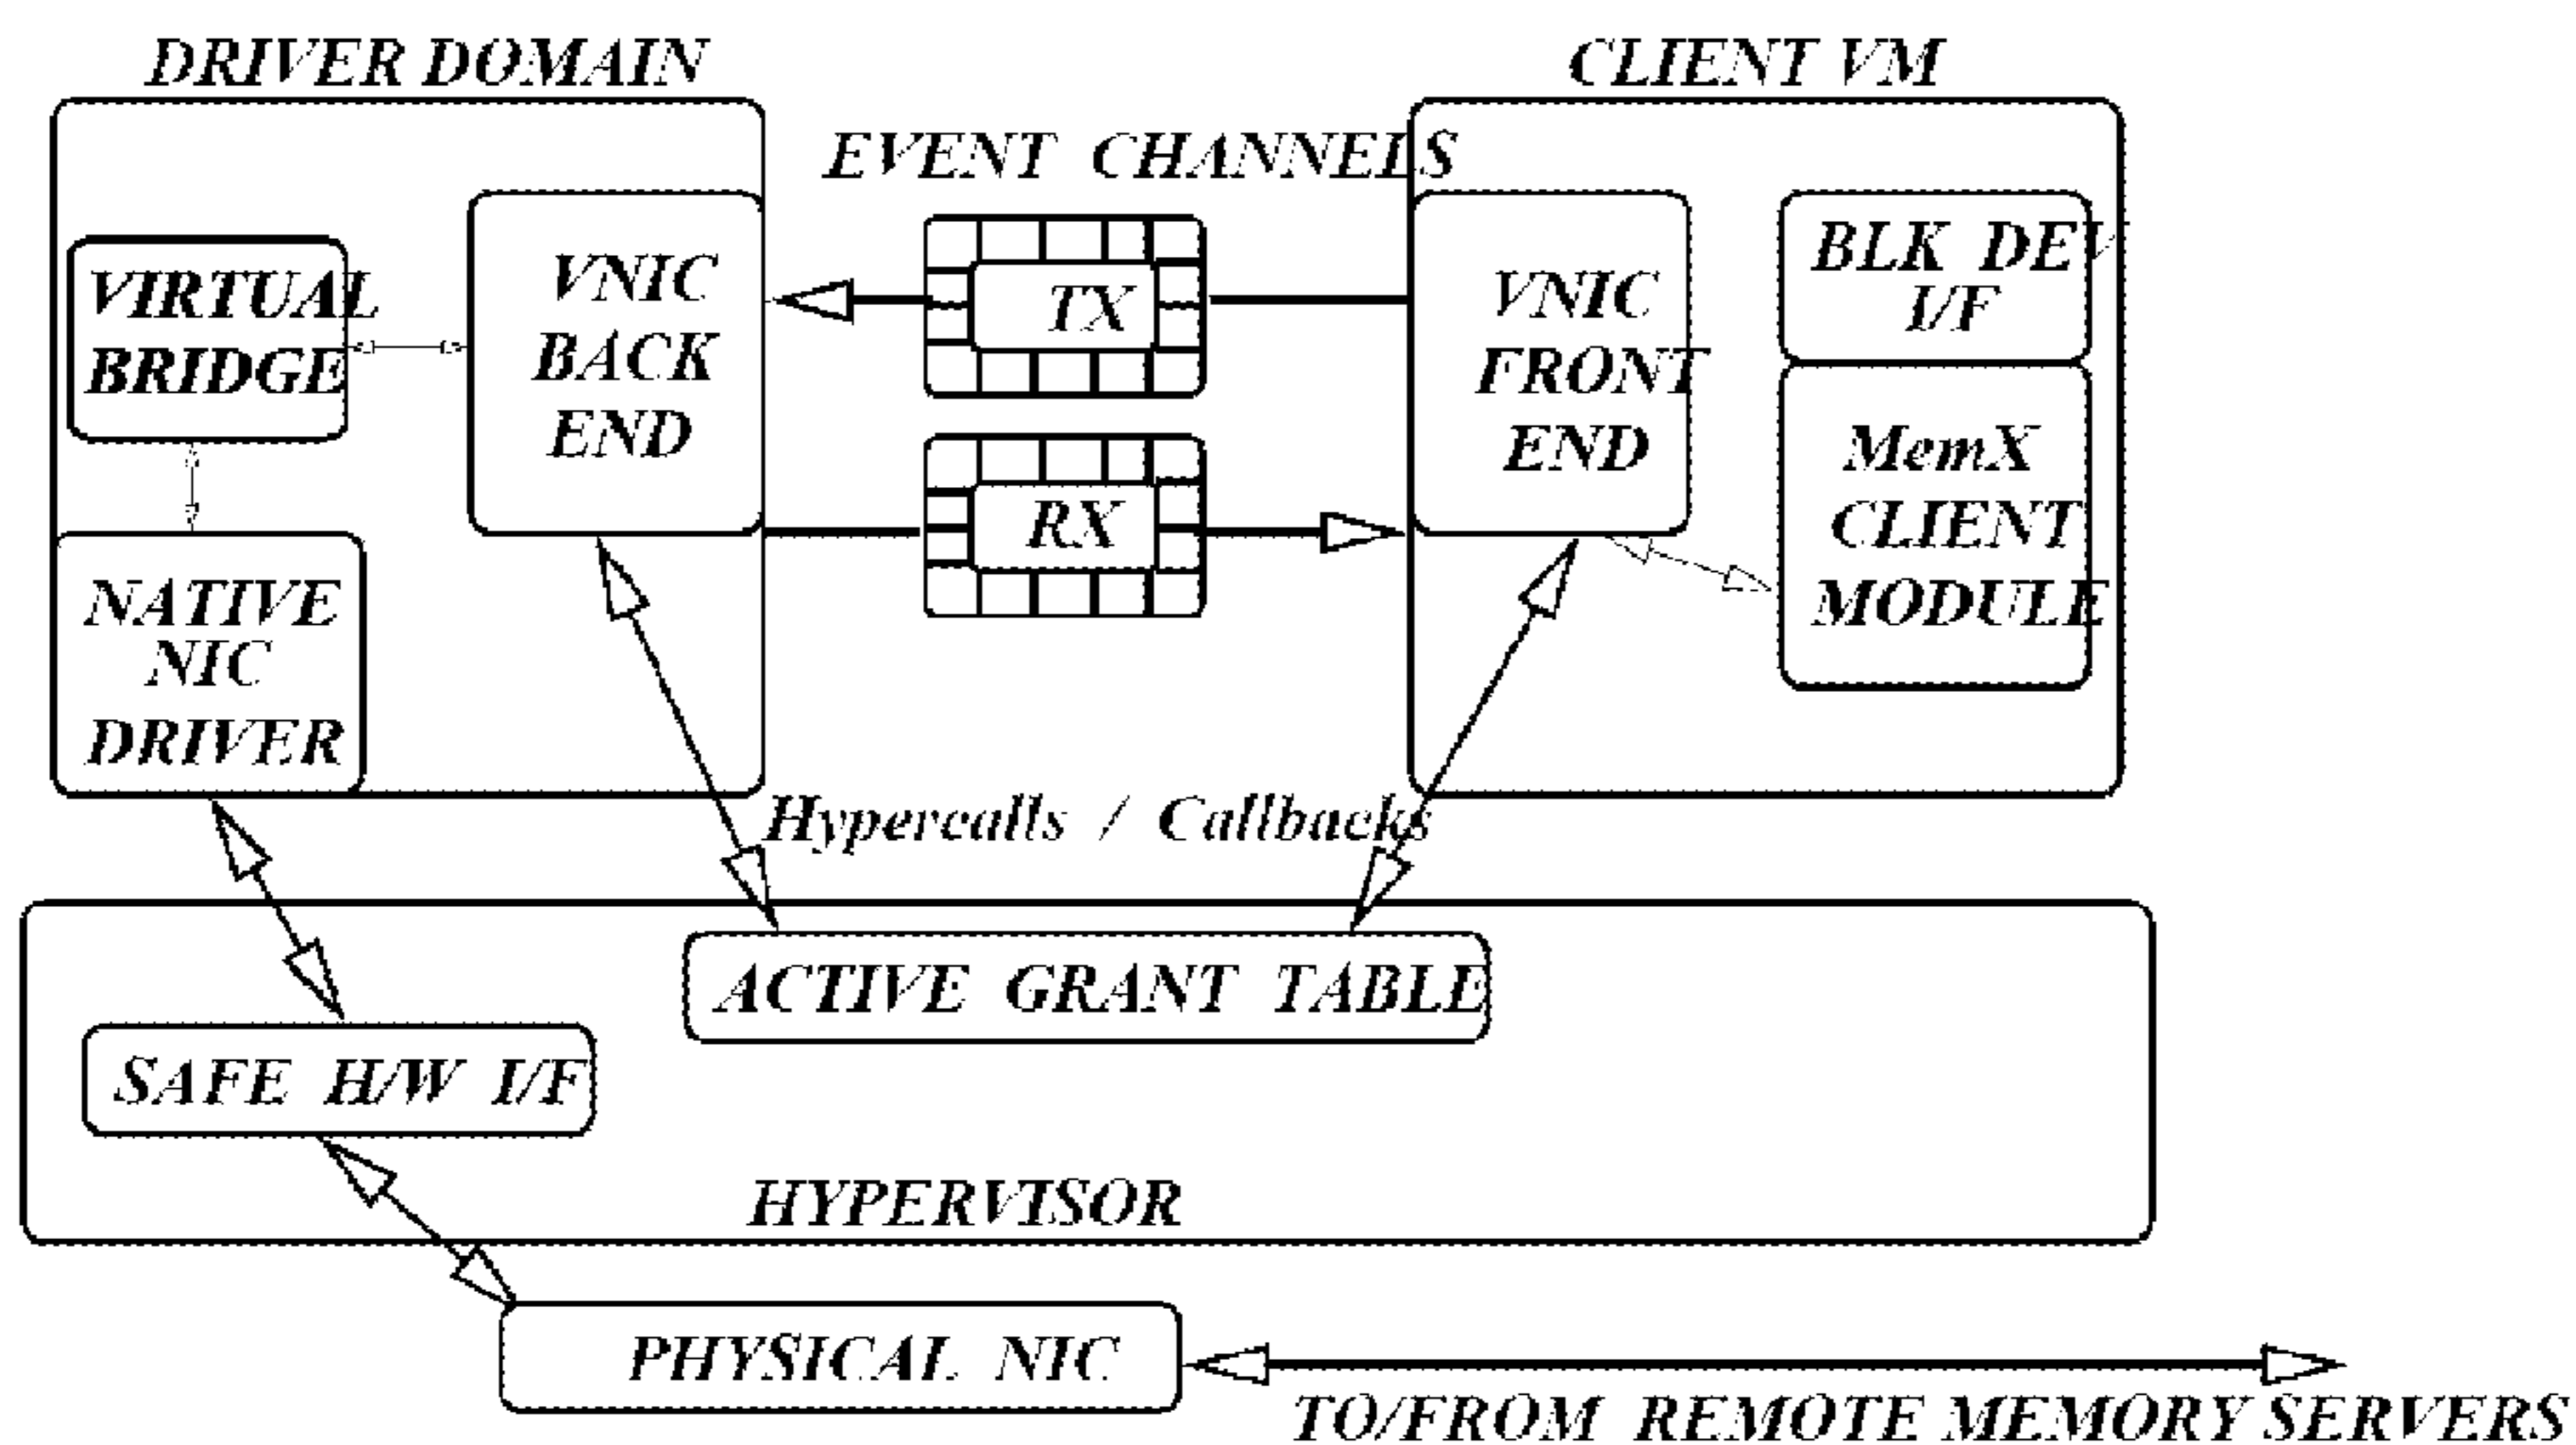 DRIVER DOMAIN
CLIENT VM
EVENT CHANNELS
VIRTUAL
BRIDGE
VNIC
BACK
END
TX
RX
VNIC
FRONT
END
BLK DEV
I/F
MemX
CLIENT
MODULE
NATIVE
NIC
DRIVER
Hypercalls / Callbacks
ACTIVE GRANT TABLE
SAFE H/W I/F
HYPERVISOR
PHYSICAL NIC
TO/FROM REMOTE MEMORY SERVERS